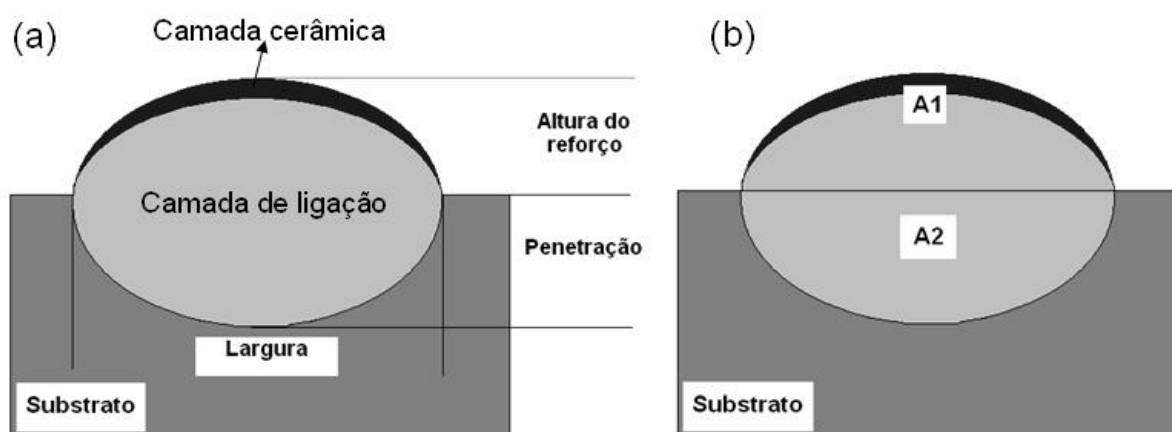 (a)
Camada cerâmica
Altura do
reforço
Camada de ligação
Penetração
Largura
Substrato
(b)
A1
A2
Substrato